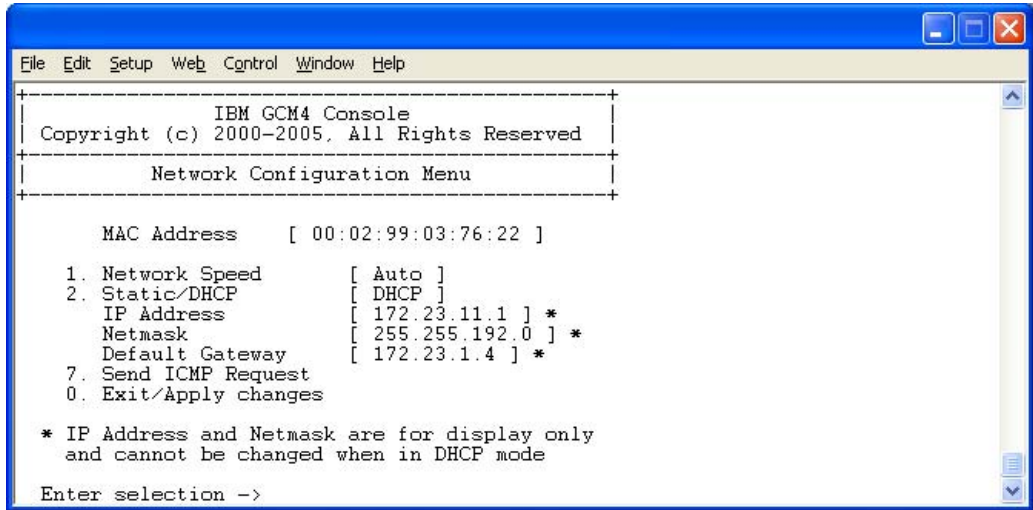 File Edit Setup Web Control Window Help
IBM GCM4 Console
Copyright (c) 2000-2005, All Rights Reserved
Network Configuration Menu
MAC Address [ 00:02:99:03:76:22 ]
1. Network Speed [ Auto ]
2. Static/DHCP [ DHCP ]
IP Address [ 172.23.11.1 ] *
Netmask [ 255.255.192.0 ] *
Default Gateway [ 172.23.1.4 ] *
7. Send ICMP Request
0. Exit/Apply changes
* IP Address and Netmask are for display only
and cannot be changed when in DHCP mode
Enter selection ->